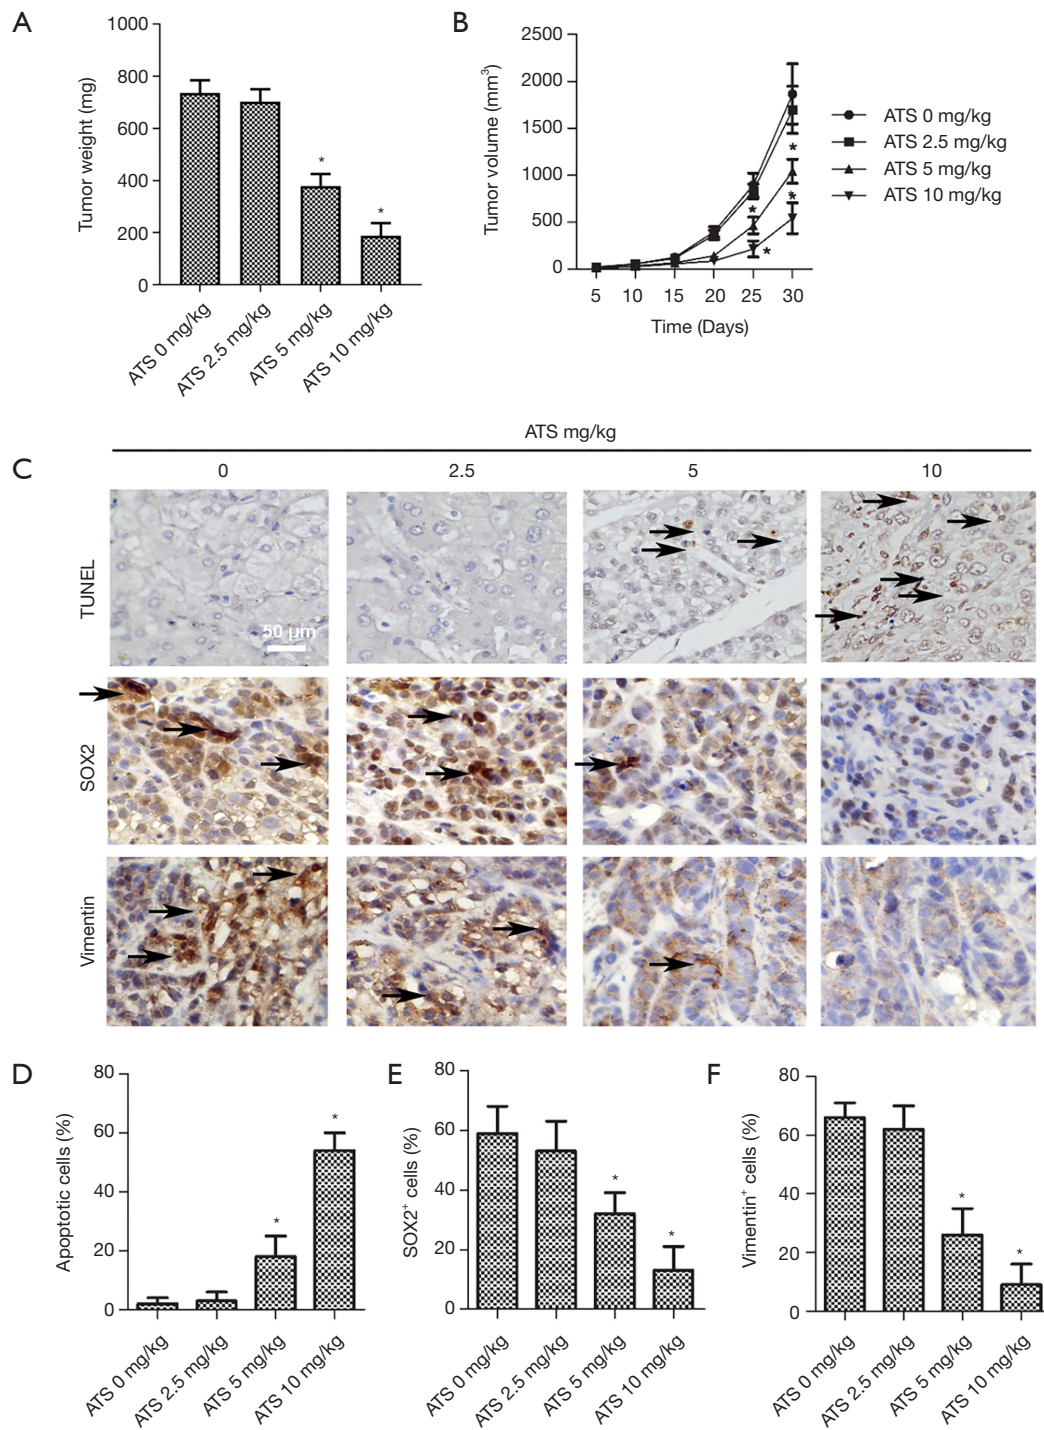 A
Tumor weight (mg)
1000
800
600
400
200
0
*
*
ATS 0 mg/kg
ATS 2.5 mg/kg
ATS 5 mg/kg
ATS 10 mg/kg
B
Tumor volume (mm³)
2500
2000
1500
1000
500
0
*
*
*
*
5 10 15 20 25 30
Time (Days)
ATS 0 mg/kg
ATS 2.5 mg/kg
ATS 5 mg/kg
ATS 10 mg/kg
C
ATS mg/kg
0 2.5 5 10
TUNEL
50 µm
SOX2
Vimentin
D
Apoptotic cells (%)
80
60
40
20
0
*
*
ATS 0 mg/kg
ATS 2.5 mg/kg
ATS 5 mg/kg
ATS 10 mg/kg
E
SOX2⁺ cells (%)
80
60
40
20
0
*
*
ATS 0 mg/kg
ATS 2.5 mg/kg
ATS 5 mg/kg
ATS 10 mg/kg
F
Vimentin⁺ cells (%)
80
60
40
20
0
*
*
ATS 0 mg/kg
ATS 2.5 mg/kg
ATS 5 mg/kg
ATS 10 mg/kg